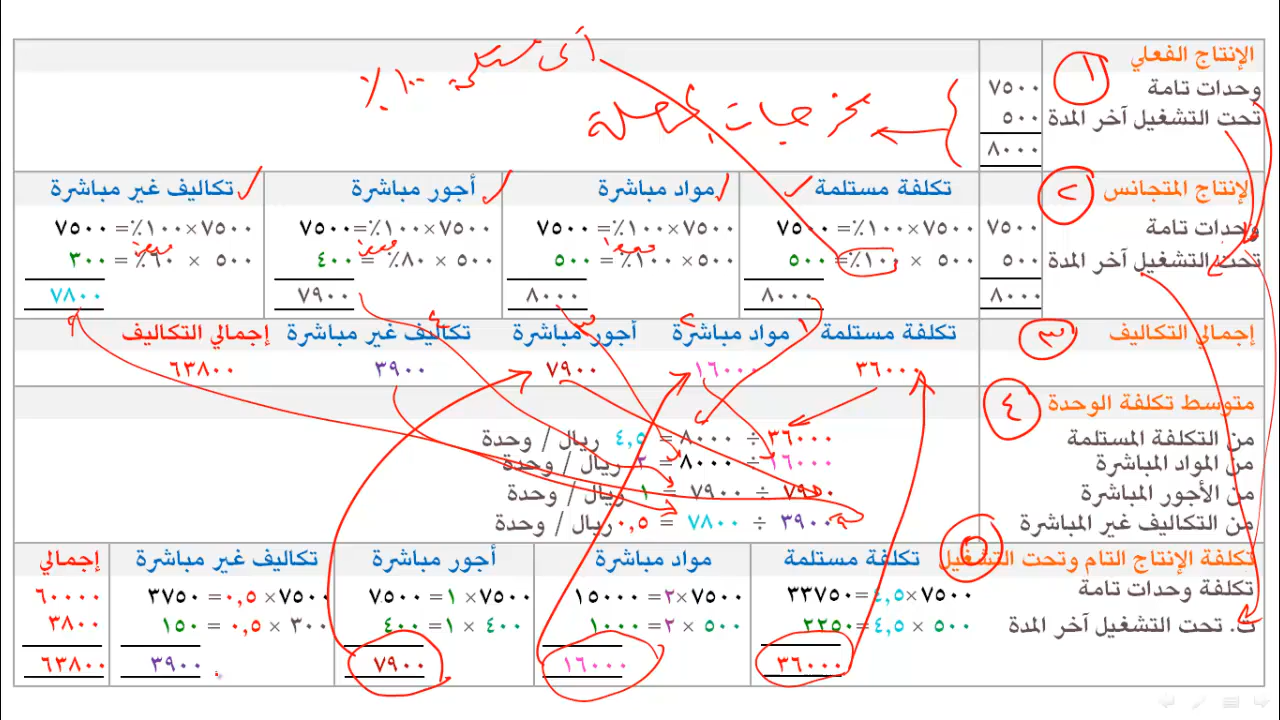 الإنتاج الفعلي
وحدات تامة ٧٥٠٠
تحت التشغيل آخر المدة ٥٠٠
٨٠٠٠
١
مخرجات المرحلة
أي مستكملة ١٠٠٪
الإنتاج المتجانس تكلفة مستلمة مواد مباشرة أجور مباشرة تكاليف غير مباشرة
٢
وحدات تامة ٧٥٠٠ ٧٥٠٠×١٠٠٪= ٧٥٠٠ ٧٥٠٠×١٠٠٪= ٧٥٠٠ ٧٥٠٠×١٠٠٪=٧٥٠٠ ٧٥٠٠×١٠٠٪= ٧٥٠٠
تحت التشغيل آخر المدة ٥٠٠ ٥٠٠ × ١٠٠٪= ٥٠٠ ٥٠٠×١٠٠٪ = ٥٠٠ ٥٠٠ × ٨٠٪ = ٤٠٠ ٥٠٠ × ٦٠٪ = ٣٠٠
٨٠٠٠ ٨٠٠٠ ٨٠٠٠ ٧٩٠٠ ٧٨٠٠
إجمالي التكاليف تكلفة مستلمة مواد مباشرة أجور مباشرة تكاليف غير مباشرة إجمالي التكاليف
٣
٣٦٠٠٠ ١٦٠٠٠ ٧٩٠٠ ٣٩٠٠ ٦٣٨٠٠
متوسط تكلفة الوحدة
٤
من التكلفة المستلمة ٣٦٠٠٠ ÷ ٨٠٠٠ = ٤,٥ ريال / وحدة
من المواد المباشرة ١٦٠٠٠ ÷ ٨٠٠٠ = ٢ ريال / وحدة
من الأجور المباشرة ٧٩٠٠ ÷ ٧٩٠٠ = ١ ريال / وحدة
من التكاليف غير المباشرة ٣٩٠٠ ÷ ٧٨٠٠ = ٠,٥ ريال / وحدة
تكلفة الإنتاج التام وتحت التشغيل تكلفة مستلمة مواد مباشرة أجور مباشرة تكاليف غير مباشرة إجمالي
٥
تكلفة وحدات تامة ٧٥٠٠×٤,٥=٣٣٧٥٠ ٧٥٠٠×٢=١٥٠٠٠ ٧٥٠٠×١=٧٥٠٠ ٧٥٠٠×٠,٥=٣٧٥٠ ٦٠٠٠٠
ت. تحت التشغيل آخر المدة ٥٠٠ × ٤,٥=٢٢٥٠ ٥٠٠ × ٢=١٠٠٠ ٤٠٠ × ١=٤٠٠ ٣٠٠ × ٠,٥ = ١٥٠ ٣٨٠٠
٣٦٠٠٠ ١٦٠٠٠ ٧٩٠٠ ٣٩٠٠ ٦٣٨٠٠